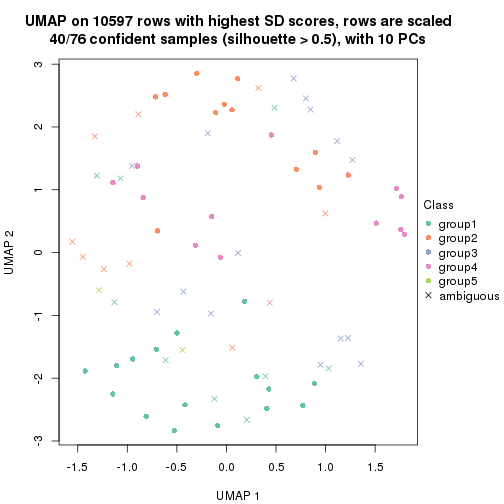 UMAP on 10597 rows with highest SD scores, rows are scaled
40/76 confident samples (silhouette > 0.5), with 10 PCs
3
2
1
0
-1
-2
-3
UMAP 2
-1.5 -1.0 -0.5 0.0 0.5 1.0 1.5
UMAP 1
Class
group1
group2
group3
group4
group5
ambiguous